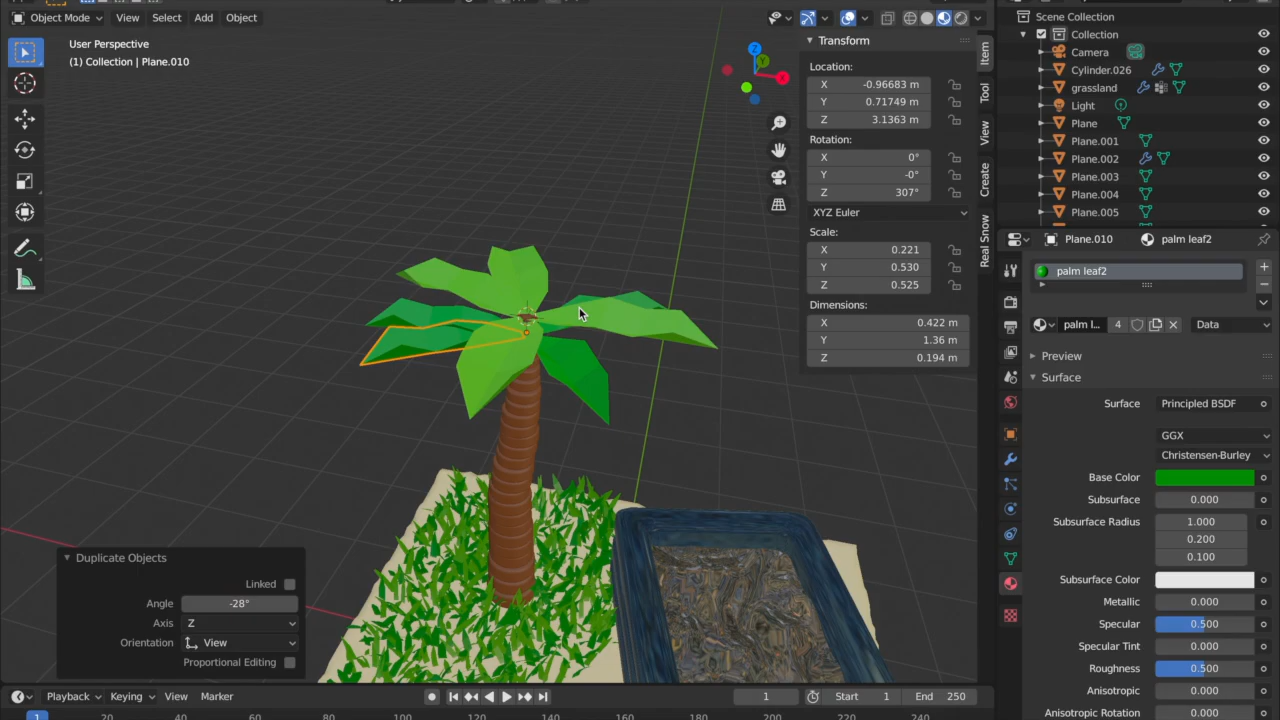 Object Mode View Select Add Object
User Perspective
(1) Collection | Plane.010
Transform
Location:
X -0.96683 m
Y 0.71749 m
Z 3.1363 m
Rotation:
X 0°
Y -0°
Z 307°
XYZ Euler
Scale:
X 0.221
Y 0.530
Z 0.525
Dimensions:
X 0.422 m
Y 1.36 m
Z 0.194 m
Item
Tool
View
Create
Real Snow
Z
Y
X
Duplicate Objects
Linked
Angle -28°
Axis Z
Orientation View
Proportional Editing
Playback Keying View Marker 1 Start 1 End 250
1 20 40 60 80 100 120 140 160 180 200 220 240
Scene Collection
Collection
Camera
Cylinder.026
grassland
Light
Plane
Plane.001
Plane.002
Plane.003
Plane.004
Plane.005
Plane.010 palm leaf2
palm leaf2
palm l... 4 Data
Preview
Surface
Surface Principled BSDF
GGX
Christensen-Burley
Base Color
Subsurface 0.000
Subsurface Radius 1.000
0.200
0.100
Subsurface Color
Metallic 0.000
Specular 0.500
Specular Tint 0.000
Roughness 0.500
Anisotropic 0.000
Anisotropic Rotation 0.000